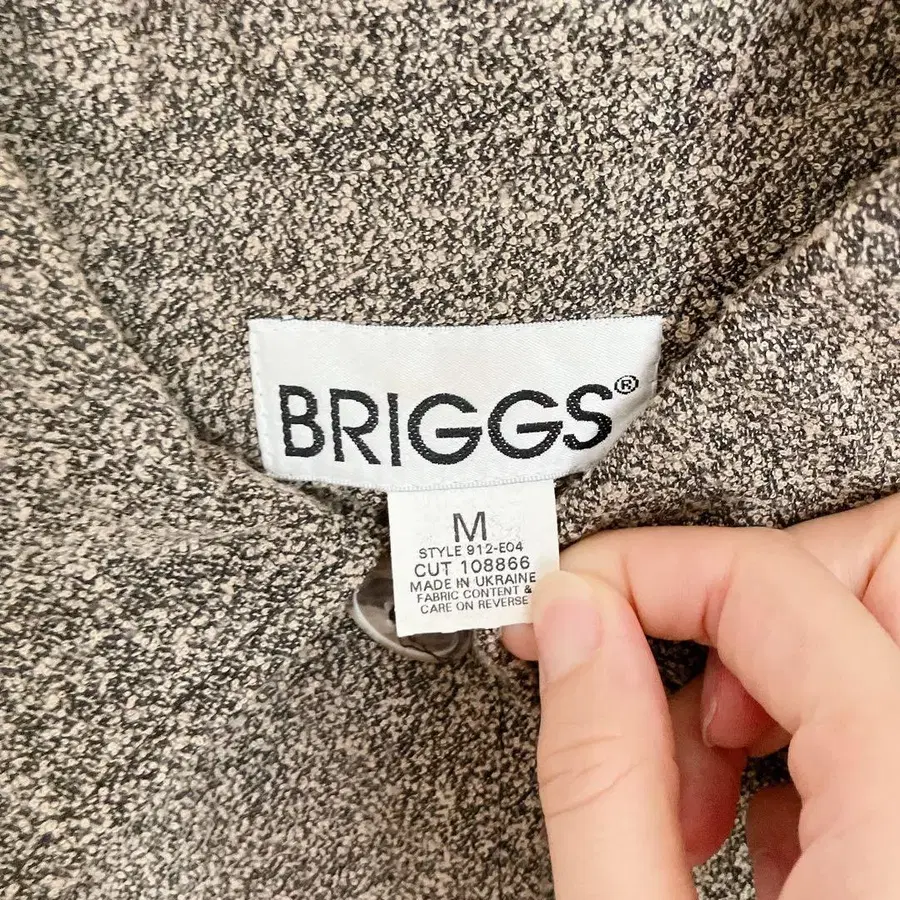 BRIGGS®
M
STYLE 912-E04
CUT 108866
MADE IN UKRAINE
FABRIC CONTENT &
CARE ON REVERSE